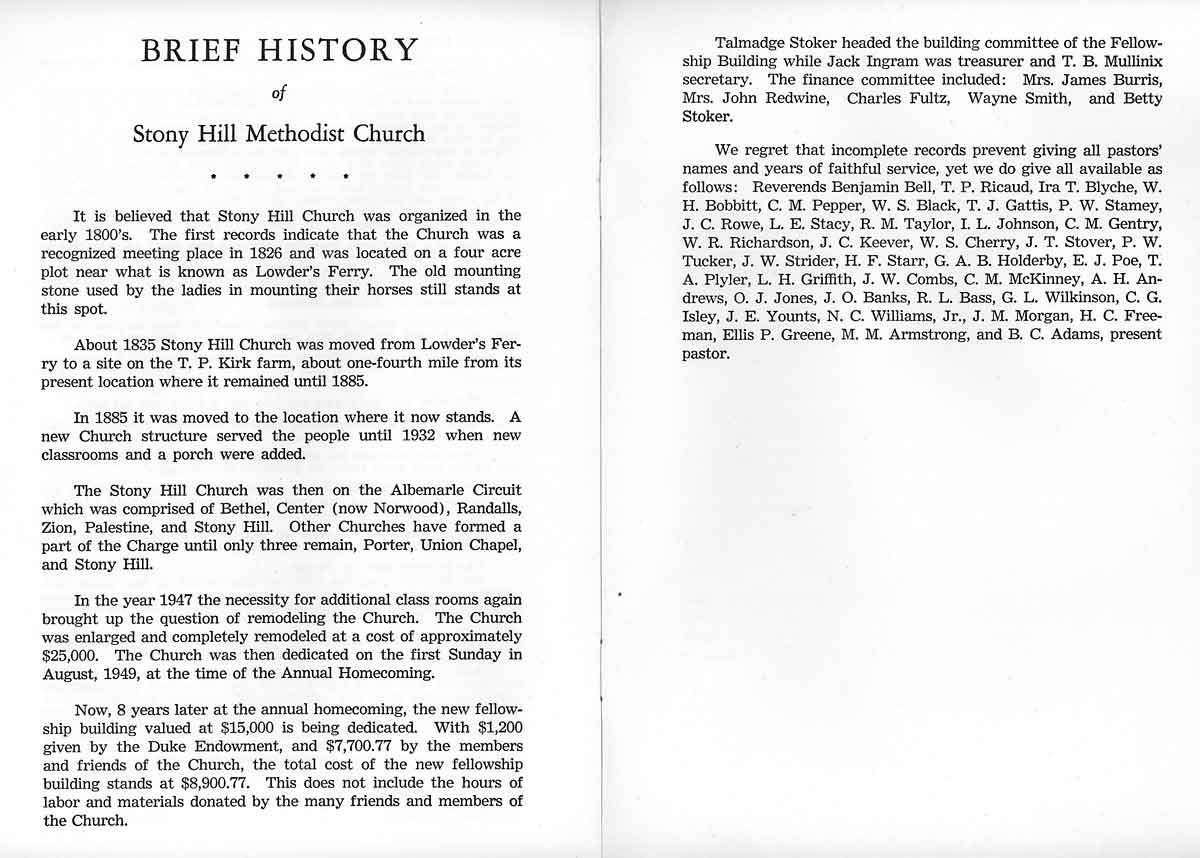 BRIEF HISTORY
of
Stony Hill Methodist Church
* * * * *
It is believed that Stony Hill Church was organized in the
early 1800's. The first records indicate that the Church was a
recognized meeting place in 1826 and was located on a four acre
plot near what is known as Lowder's Ferry. The old mounting
stone used by the ladies in mounting their horses still stands at
this spot.
About 1835 Stony Hill Church was moved from Lowder's Fer-
ry to a site on the T. P. Kirk farm, about one-fourth mile from its
present location where it remained until 1885.
In 1885 it was moved to the location where it now stands. A
new Church structure served the people until 1932 when new
classrooms and a porch were added.
The Stony Hill Church was then on the Albemarle Circuit
which was comprised of Bethel, Center (now Norwood), Randalls,
Zion, Palestine, and Stony Hill. Other Churches have formed a
part of the Charge until only three remain, Porter, Union Chapel,
and Stony Hill.
In the year 1947 the necessity for additional class rooms again
brought up the question of remodeling the Church. The Church
was enlarged and completely remodeled at a cost of approximately
$25,000. The Church was then dedicated on the first Sunday in
August, 1949, at the time of the Annual Homecoming.
Now, 8 years later at the annual homecoming, the new fellow-
ship building valued at $15,000 is being dedicated. With $1,200
given by the Duke Endowment, and $7,700.77 by the members
and friends of the Church, the total cost of the new fellowship
building stands at $8,900.77. This does not include the hours of
labor and materials donated by the many friends and members of
the Church.
Talmadge Stoker headed the building committee of the Fellow-
ship Building while Jack Ingram was treasurer and T. B. Mullinix
secretary. The finance committee included: Mrs. James Burris,
Mrs. John Redwine, Charles Fultz, Wayne Smith, and Betty
Stoker.
We regret that incomplete records prevent giving all pastors'
names and years of faithful service, yet we do give all available as
follows: Reverends Benjamin Bell, T. P. Ricaud, Ira T. Blyche, W.
H. Bobbitt, C. M. Pepper, W. S. Black, T. J. Gattis, P. W. Stamey,
J. C. Rowe, L. E. Stacy, R. M. Taylor, I. L. Johnson, C. M. Gentry,
W. R. Richardson, J. C. Keever, W. S. Cherry, J. T. Stover, P. W.
Tucker, J. W. Strider, H. F. Starr, G. A. B. Holderby, E. J. Poe, T.
A. Plyler, L. H. Griffith, J. W. Combs, C. M. McKinney, A. H. An-
drews, O. J. Jones, J. O. Banks, R. L. Bass, G. L. Wilkinson, C. G.
Isley, J. E. Younts, N. C. Williams, Jr., J. M. Morgan, H. C. Free-
man, Ellis P. Greene, M. M. Armstrong, and B. C. Adams, present
pastor.